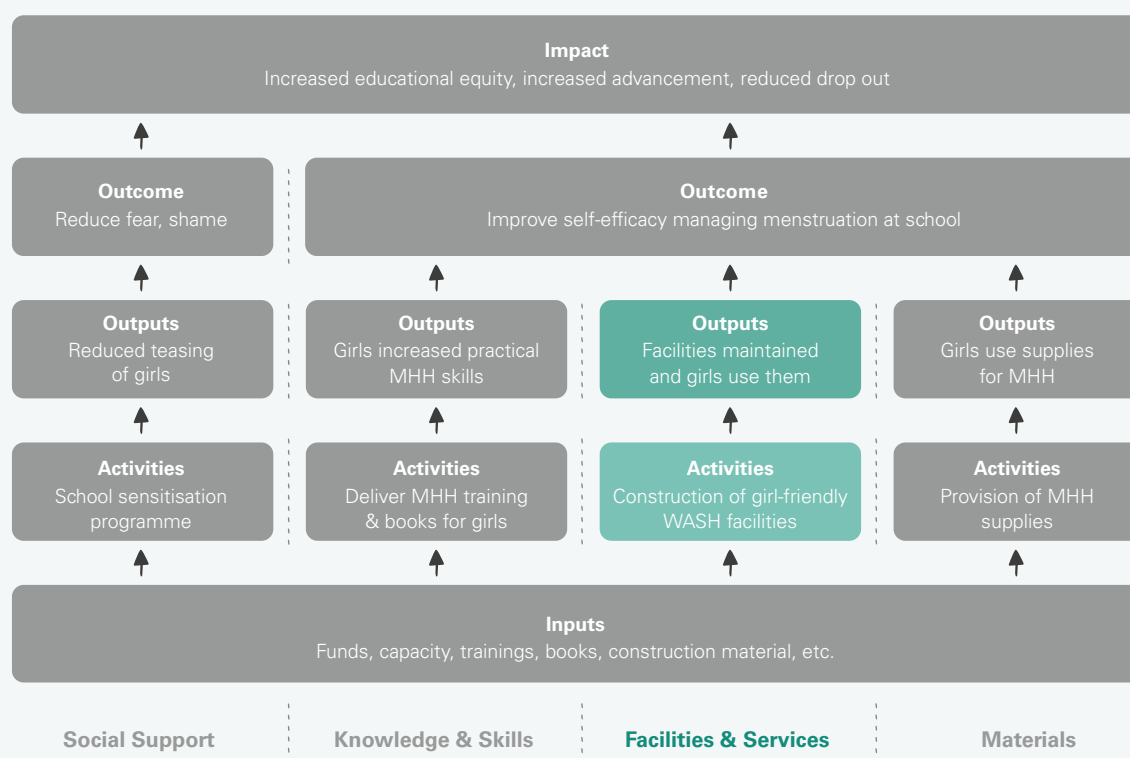 Impact
Increased educational equity, increased advancement, reduced drop out
Outcome
Reduce fear, shame
Outcome
Improve self-efficacy managing menstruation at school
Outputs
Reduced teasing
of girls
Outputs
Girls increased practical
MHH skills
Outputs
Facilities maintained
and girls use them
Outputs
Girls use supplies
for MHH
Activities
School sensitisation
programme
Activities
Deliver MHH training
& books for girls
Activities
Construction of girl-friendly
WASH facilities
Activities
Provision of MHH
supplies
Inputs
Funds, capacity, trainings, books, construction material, etc.
Social Support
Knowledge & Skills
Facilities & Services
Materials